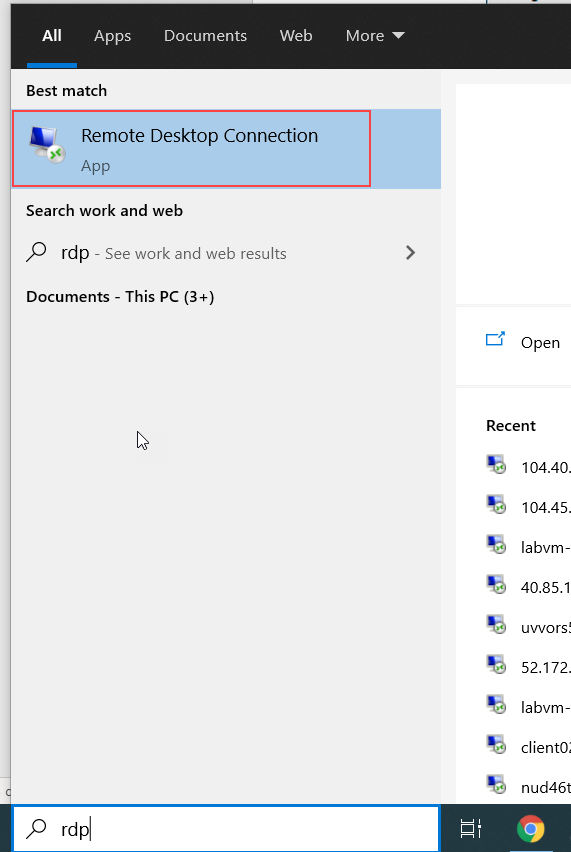 All Apps Documents Web More
Best match
Remote Desktop Connection
App
Search work and web
rdp - See work and web results
Documents - This PC (3+)
Open
Recent
104.40.
104.45.
labvm-
40.85.1
uvvors5
52.172.
labvm-
client02
nud46t
rdp